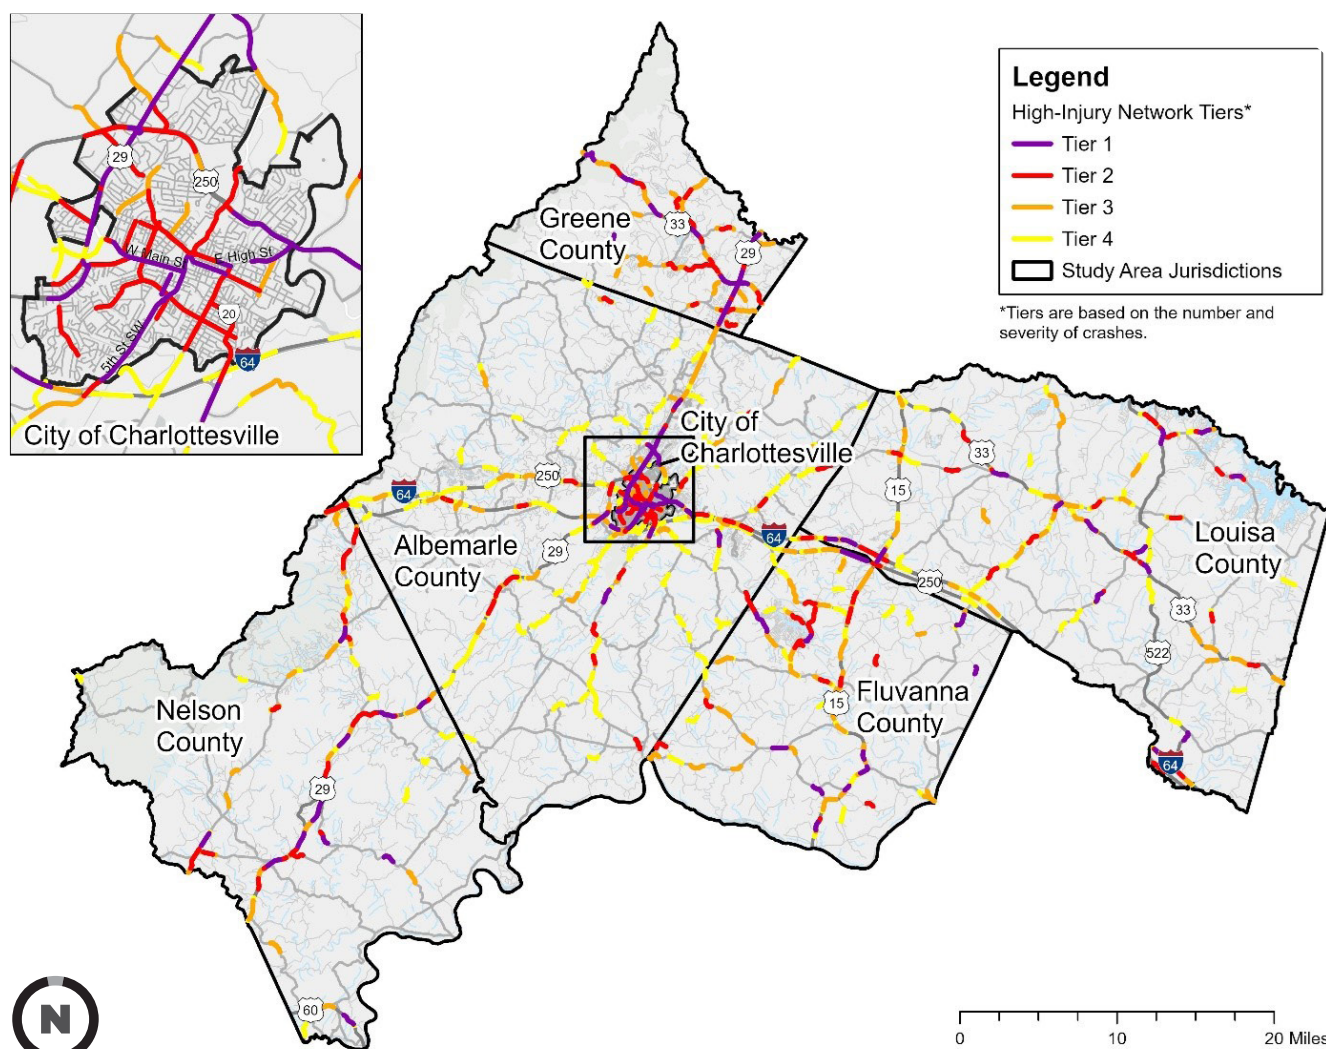 29
250
W Main St
E High St
20
5th St SW
64
City of Charlottesville
Legend
High-Injury Network Tiers*
Tier 1
Tier 2
Tier 3
Tier 4
Study Area Jurisdictions
*Tiers are based on the number and
severity of crashes.
Greene
County
33
29
City of
Charlottesville
33
250
64
15
Albemarle
County
29
64
Louisa
County
250
33
522
Nelson
County
15
Fluvanna
County
64
29
60
N
0
10
20 Miles